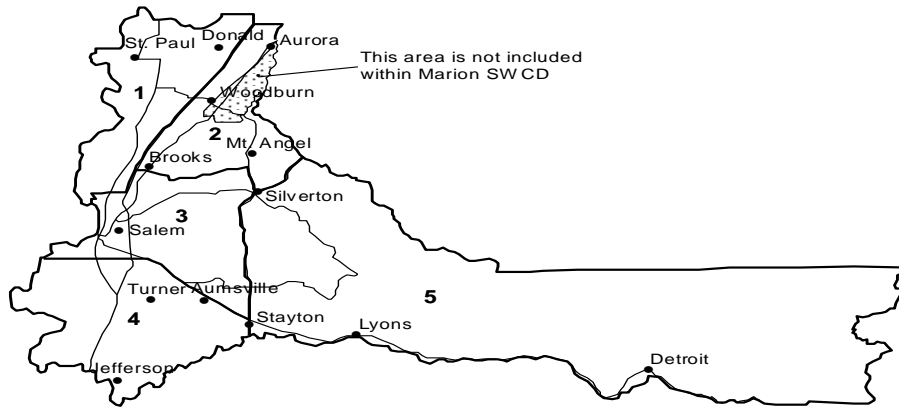 St. Paul
Donald
Aurora
This area is not included
within Marion SWCD
1
Woodburn
2
Mt. Angel
Brooks
Silverton
3
Salem
5
Turner
Aumsville
4
Stayton
Lyons
Detroit
Jefferson